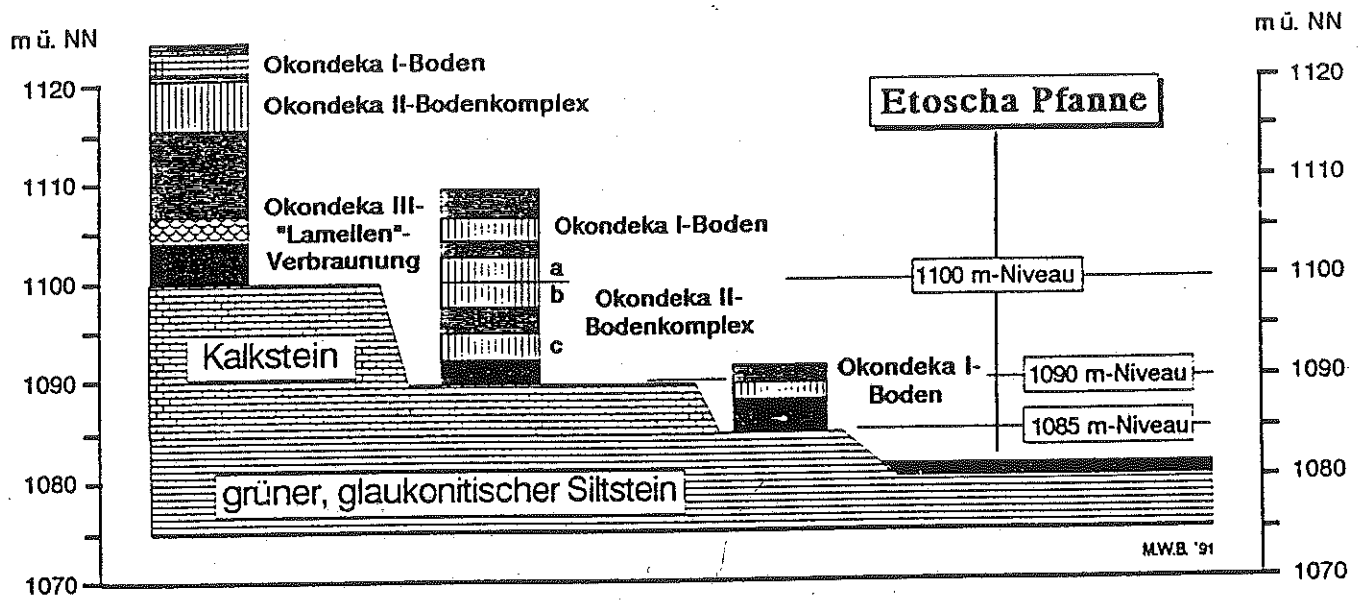 m ü. NN
1120
1110
1100
1090
1080
1070
Okondeka I-Boden
Okondeka II-Bodenkomplex
Okondeka III-
"Lamellen"-
Verbraunung
Okondeka I-Boden
a
b
c
Okondeka II-
Bodenkomplex
Okondeka I-
Boden
Etoscha Pfanne
1100 m-Niveau
1090 m-Niveau
1085 m-Niveau
Kalkstein
grüner, glaukonitischer Siltstein
M.W.B. '91
m ü. NN
1120
1110
1100
1090
1080
1070